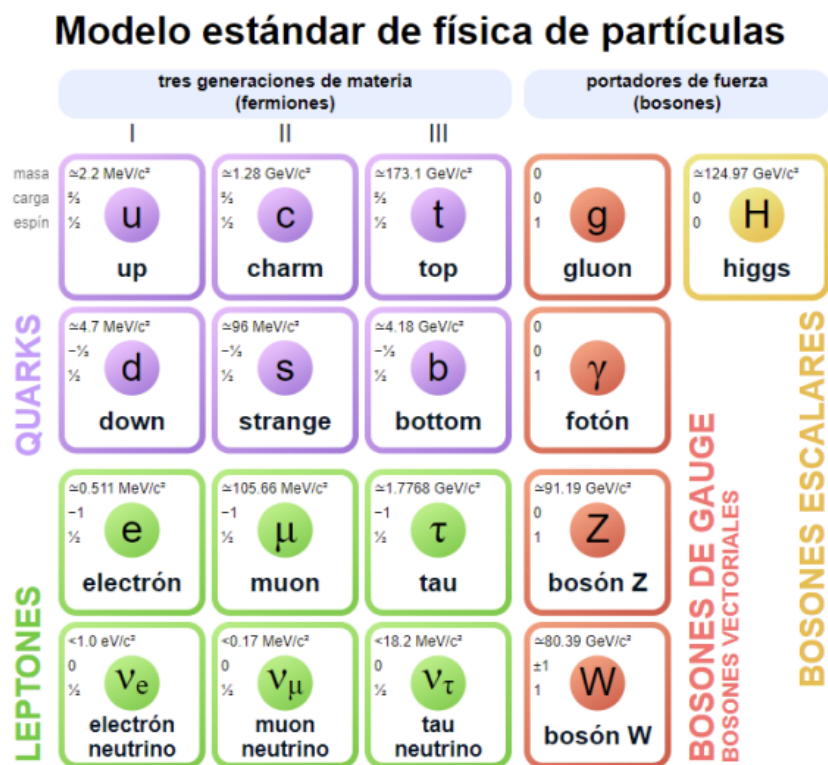 Modelo estándar de física de partículas
tres generaciones de materia
(fermiones)
portadores de fuerza
(bosones)
I
II
III
masa
carga
espín
≃2.2 MeV/c²
⅔
½
u
up
≃1.28 GeV/c²
⅔
½
c
charm
≃173.1 GeV/c²
⅔
½
t
top
0
0
1
g
gluon
≃124.97 GeV/c²
0
0
H
higgs
QUARKS
≃4.7 MeV/c²
−⅓
½
d
down
≃96 MeV/c²
−⅓
½
s
strange
≃4.18 GeV/c²
−⅓
½
b
bottom
0
0
1
γ
fotón
LEPTONES
≃0.511 MeV/c²
−1
½
e
electrón
≃105.66 MeV/c²
−1
½
μ
muon
≃1.7768 GeV/c²
−1
½
τ
tau
≃91.19 GeV/c²
0
1
Z
bosón Z
<1.0 eV/c²
0
½
νe
electrón
neutrino
<0.17 MeV/c²
0
½
νμ
muon
neutrino
<18.2 MeV/c²
0
½
ντ
tau
neutrino
≃80.39 GeV/c²
±1
1
W
bosón W
BOSONES DE GAUGE
BOSONES VECTORIALES
BOSONES ESCALARES